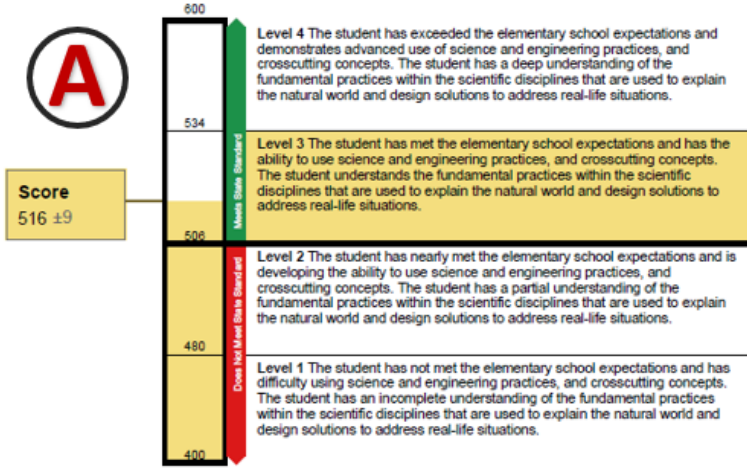 600
A
Level 4 The student has exceeded the elementary school expectations and
demonstrates advanced use of science and engineering practices, and
crosscutting concepts. The student has a deep understanding of the
fundamental practices within the scientific disciplines that are used to explain
the natural world and design solutions to address real-life situations.
534
Meets State Standard
Level 3 The student has met the elementary school expectations and has the
ability to use science and engineering practices, and crosscutting concepts.
The student understands the fundamental practices within the scientific
disciplines that are used to explain the natural world and design solutions to
address real-life situations.
Score
516 ±9
506
Does Not Meet State Standard
Level 2 The student has nearly met the elementary school expectations and is
developing the ability to use science and engineering practices, and
crosscutting concepts. The student has a partial understanding of the
fundamental practices within the scientific disciplines that are used to explain
the natural world and design solutions to address real-life situations.
480
Level 1 The student has not met the elementary school expectations and has
difficulty using science and engineering practices, and crosscutting concepts.
The student has an incomplete understanding of the fundamental practices
within the scientific disciplines that are used to explain the natural world and
design solutions to address real-life situations.
400